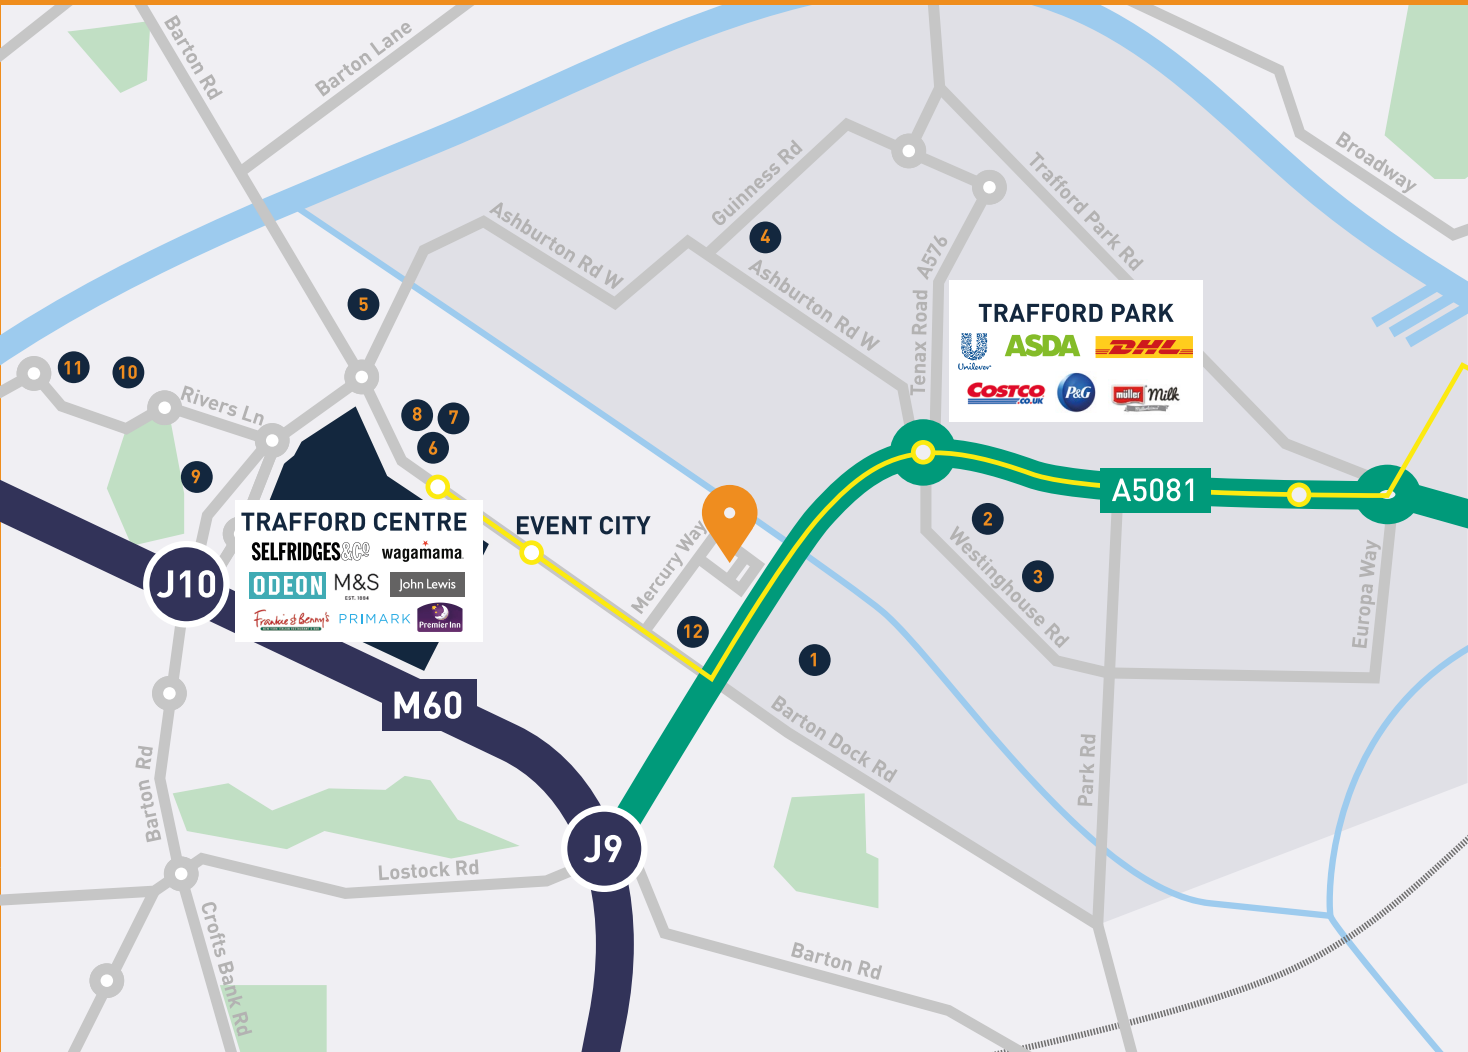 Barton Rd
Barton Lane
Broadway
Guinness Rd
Trafford Park Rd
Ashburton Rd W
4
Ashburton Rd W
Tenax Road A576
5
TRAFFORD PARK
Unilever
ASDA
DHL
COSTCO
.CO.UK
P&G
müller Milk
11
10
Rivers Ln
8
7
6
9
A5081
TRAFFORD CENTRE
SELFRIDGES&Co
wagamama
ODEON
M&S
EST. 1884
John Lewis
Frankie & Benny's
PRIMARK
Premier Inn
EVENT CITY
Mercury Way
2
Westinghouse Rd
3
Europa Way
J10
12
1
M60
Barton Dock Rd
Park Rd
Barton Rd
J9
Lostock Rd
Crofts Bank Rd
Barton Rd